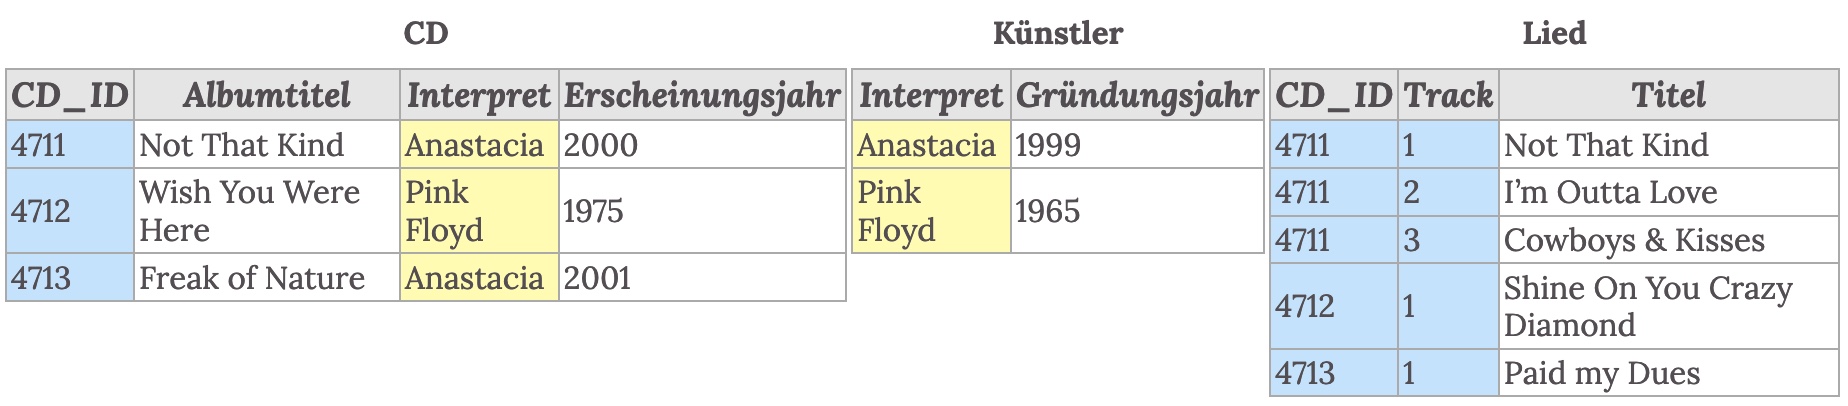 CD
CD_ID Albumtitel Interpret Erscheinungsjahr
4711 Not That Kind Anastacia 2000
4712 Wish You Were Here Pink Floyd 1975
4713 Freak of Nature Anastacia 2001
Künstler
Interpret Gründungsjahr
Anastacia 1999
Pink Floyd 1965
Lied
CD_ID Track Titel
4711 1 Not That Kind
4711 2 I’m Outta Love
4711 3 Cowboys & Kisses
4712 1 Shine On You Crazy Diamond
4713 1 Paid my Dues